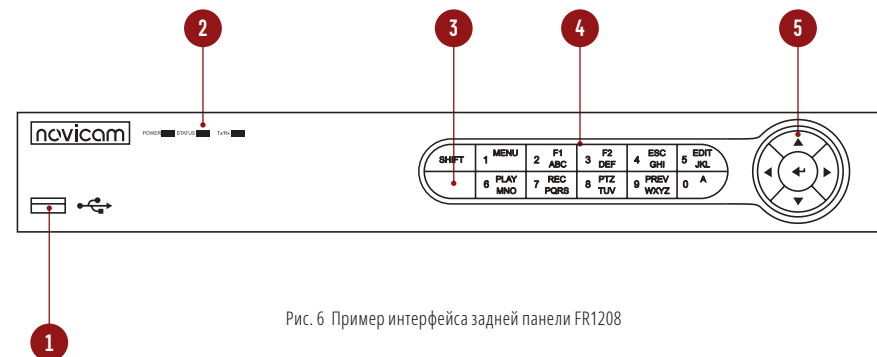 2
3
4
5
novicam
POWER STATUS Tx/Rx
SHIFT
1 MENU
2 F1 ABC
3 F2 DEF
4 ESC GHI
5 EDIT JKL
6 PLAY MNO
7 REC PQRS
8 PTZ TUV
9 PREV WXYZ
0 A
Рис. 6 Пример интерфейса задней панели FR1208
1